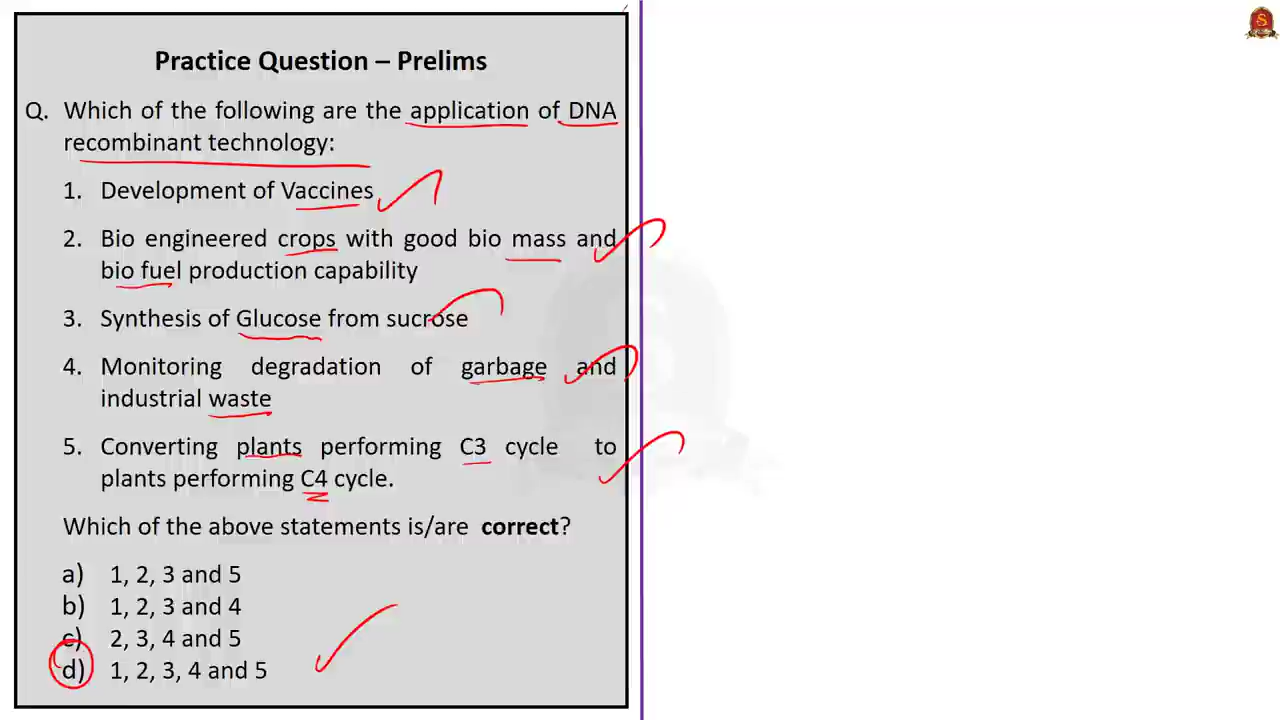 Practice Question – Prelims
Q. Which of the following are the application of DNA
recombinant technology:
1. Development of Vaccines
2. Bio engineered crops with good bio mass and
bio fuel production capability
3. Synthesis of Glucose from sucrose
4. Monitoring degradation of garbage and
industrial waste
5. Converting plants performing C3 cycle to
plants performing C4 cycle.
Which of the above statements is/are correct?
a) 1, 2, 3 and 5
b) 1, 2, 3 and 4
c) 2, 3, 4 and 5
d) 1, 2, 3, 4 and 5